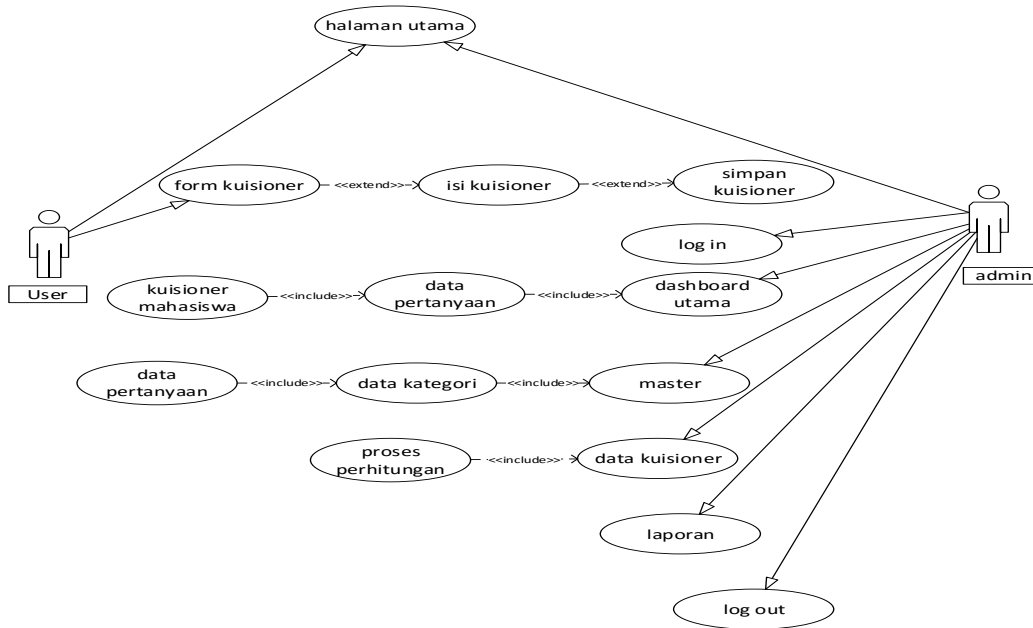 halaman utama
form kuisioner
<<extend>>
isi kuisioner
<<extend>>
simpan
kuisioner
log in
User
admin
kuisioner
mahasiswa
<<include>>
data
pertanyaan
<<include>>
dashboard
utama
data
pertanyaan
<<include>>
data kategori
<<include>>
master
proses
perhitungan
<<include>>
data kuisioner
laporan
log out